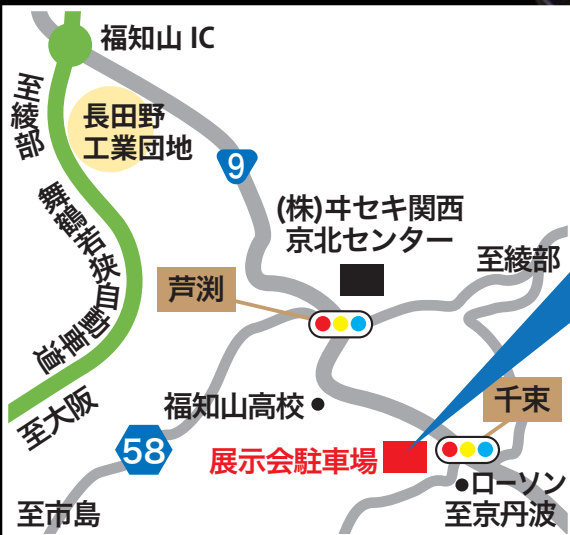 福知山 IC
至綾部
長田野
工業団地
9
舞鶴若狭自動車道
(株)ヰセキ関西
京北センター
至綾部
芦渕
至大阪
福知山高校
千束
58
展示会駐車場
ローソン
至市島
至京丹波